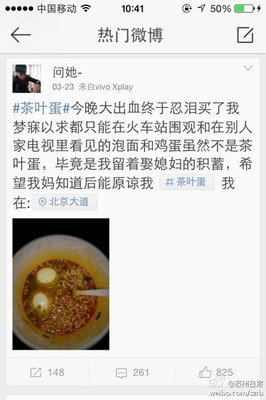 中国移动 10:41 50%
热门微博
问她-
03-23 来自vivo Xplay
#茶叶蛋#今晚大出血终于忍泪买了我
梦寐以求都只能在火车站围观和在别人
家电视里看见的泡面和鸡蛋虽然不是茶
叶蛋，毕竟是我留着娶媳妇的积蓄，希
望我妈知道后能原谅我 #茶叶蛋 我
在: 北京大道
148 261 825
@苏州日报
weibo.com/szrb